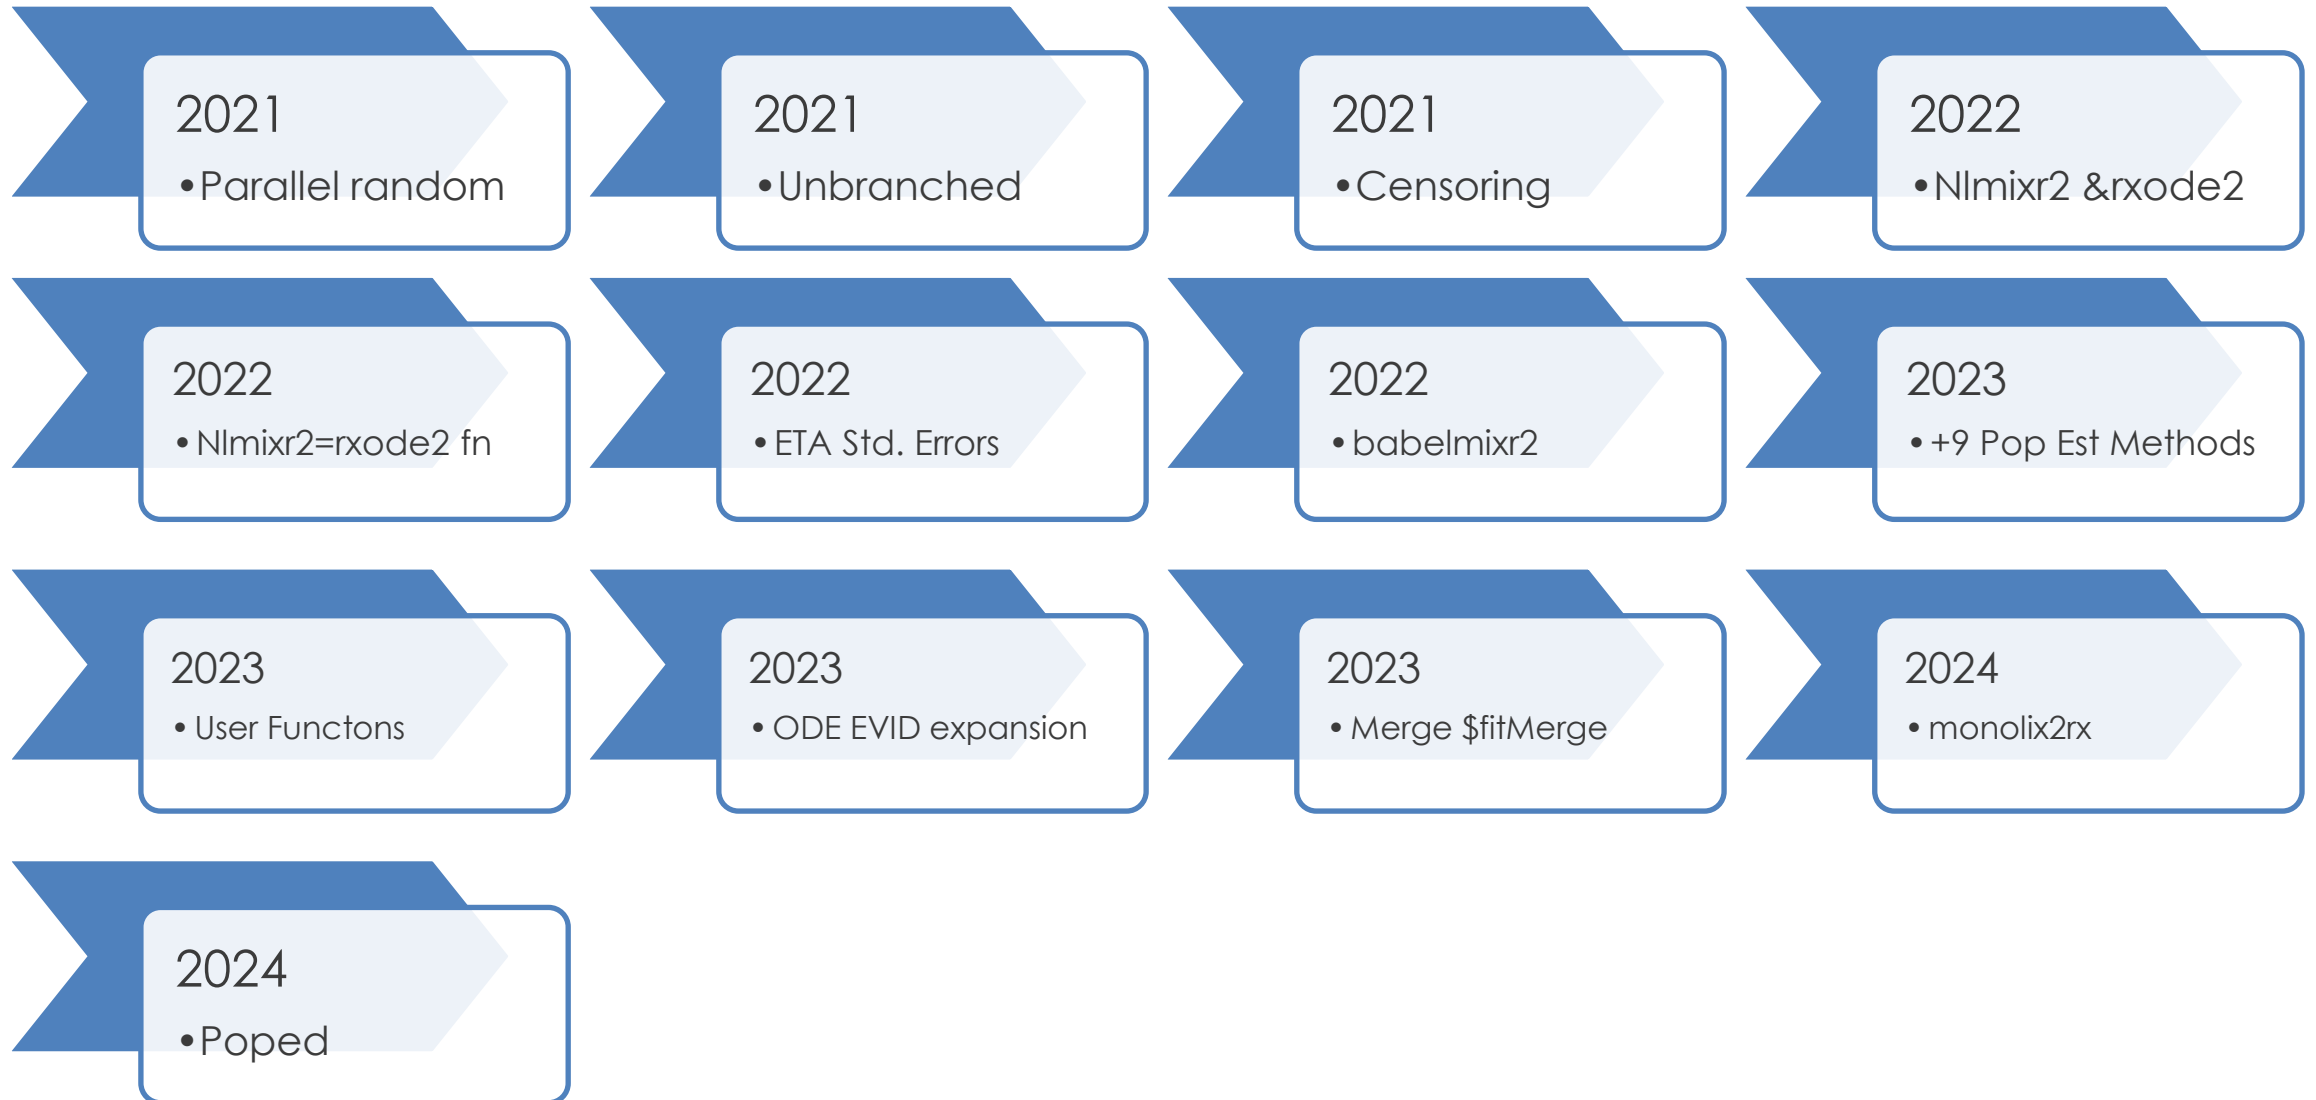 2021
•Parallel random
2021
•Unbranched
2021
•Censoring
2022
•Nlmixr2 &rxode2
2022
•Nlmixr2=rxode2 fn
2022
•ETA Std. Errors
2022
•babelmixr2
2023
•+9 Pop Est Methods
2023
•User Functons
2023
•ODE EVID expansion
2023
•Merge $fitMerge
2024
•monolix2rx
2024
•Poped